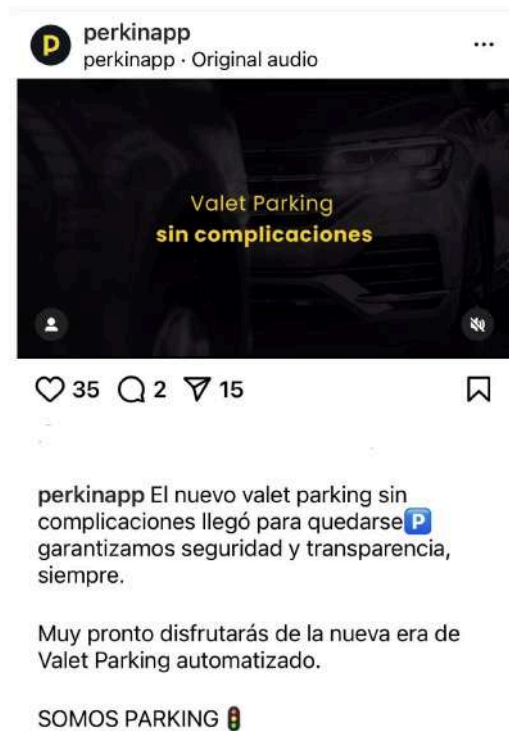 P
perkinapp
perkinapp · Original audio
Valet Parking
sin complicaciones
35 2 15
perkinapp El nuevo valet parking sin
complicaciones llegó para quedarse🅿️
garantizamos seguridad y transparencia,
siempre.
Muy pronto disfrutarás de la nueva era de
Valet Parking automatizado.
SOMOS PARKING🚦